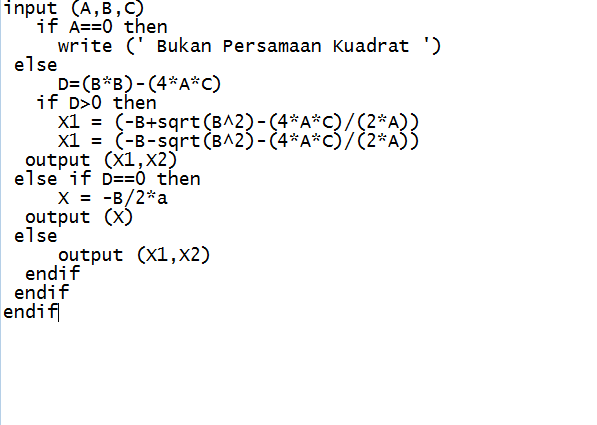 input (A,B,C)
if A==0 then
write (' Bukan Persamaan Kuadrat ')
else
D=(B*B)-(4*A*C)
if D>0 then
X1 = (-B+sqrt(B^2)-(4*A*C)/(2*A))
X1 = (-B-sqrt(B^2)-(4*A*C)/(2*A))
output (X1,X2)
else if D==0 then
X = -B/2*a
output (X)
else
output (X1,X2)
endif
endif
endif